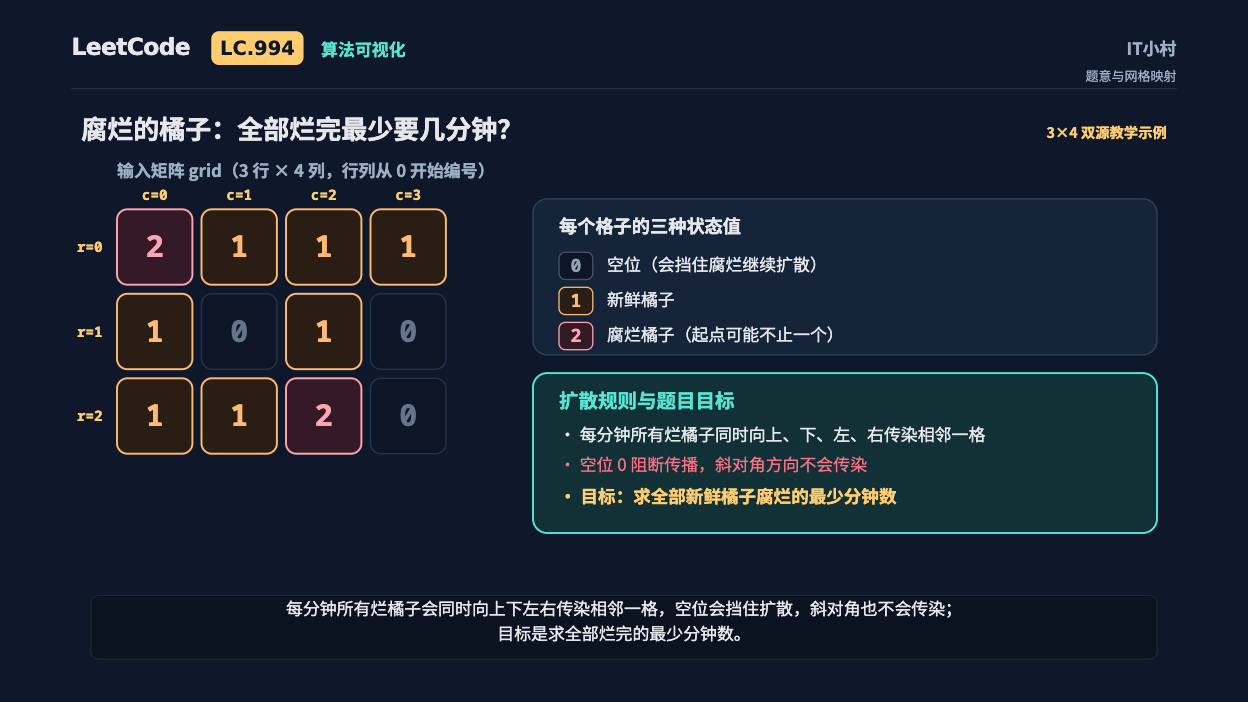 LeetCode LC.994 算法可视化
IT小村
题意与网格映射
腐烂的橘子：全部烂完最少要几分钟？
3×4 双源教学示例
输入矩阵 grid（3 行 × 4 列，行列从 0 开始编号）
c=0 c=1 c=2 c=3
r=0 2 1 1 1
r=1 1 0 1 0
r=2 1 1 2 0
每个格子的三种状态值
0 空位（会挡住腐烂继续扩散）
1 新鲜橘子
2 腐烂橘子（起点可能不止一个）
扩散规则与题目目标
• 每分钟所有烂橘子同时向上、下、左、右传染相邻一格
• 空位 0 阻断传播，斜对角方向不会传染
• 目标：求全部新鲜橘子腐烂的最少分钟数
每分钟所有烂橘子会同时向上下左右传染相邻一格，空位会挡住扩散，斜对角也不会传染；
目标是求全部烂完的最少分钟数。